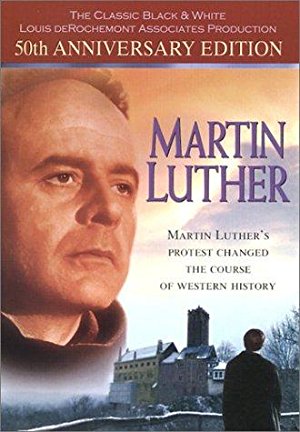 The Classic Black & White
Louis deRochemont Associates Production
50th Anniversary Edition
Martin
Luther
Martin Luther's
protest changed
the course
of western history